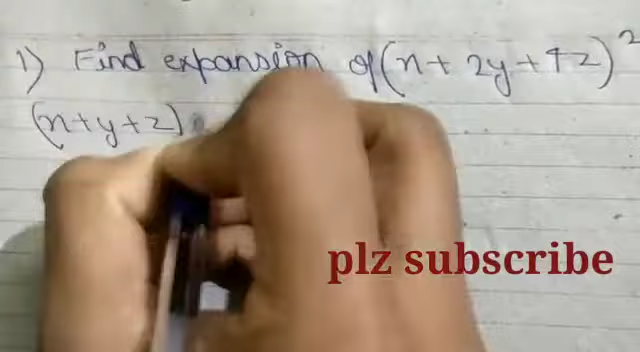 1) Find expansion of (x + 2y + 4z)²
(x+y+z)
plz subscribe